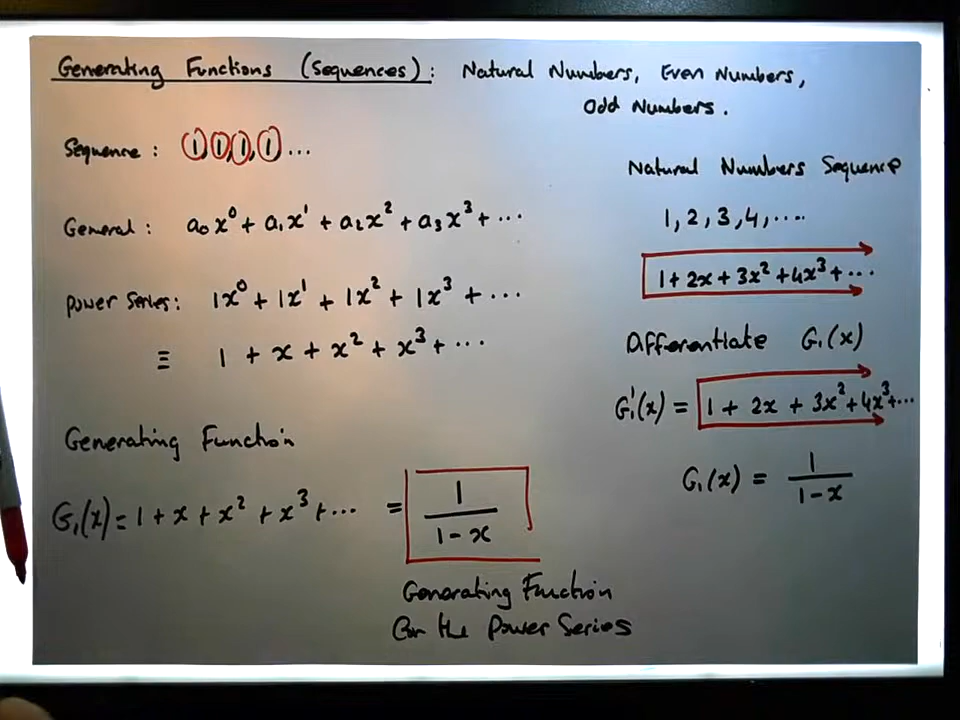 Generating Functions (Sequences): Natural Numbers, Even Numbers,
Odd Numbers.
Sequence: 1, 1, 1, 1 ...
General: a₀x⁰ + a₁x¹ + a₂x² + a₃x³ + ...
Power Series: 1x⁰ + 1x¹ + 1x² + 1x³ + ...
≡ 1 + x + x² + x³ + ...
Generating Function
G₁(x) = 1 + x + x² + x³ + ... = 1/(1 - x)
Generating Function
for the Power Series
Natural Numbers Sequence
1, 2, 3, 4, ....
1 + 2x + 3x² + 4x³ + ...
Differentiate G₁(x)
G₁'(x) = 1 + 2x + 3x² + 4x³ + ...
G₁(x) = 1/(1 - x)